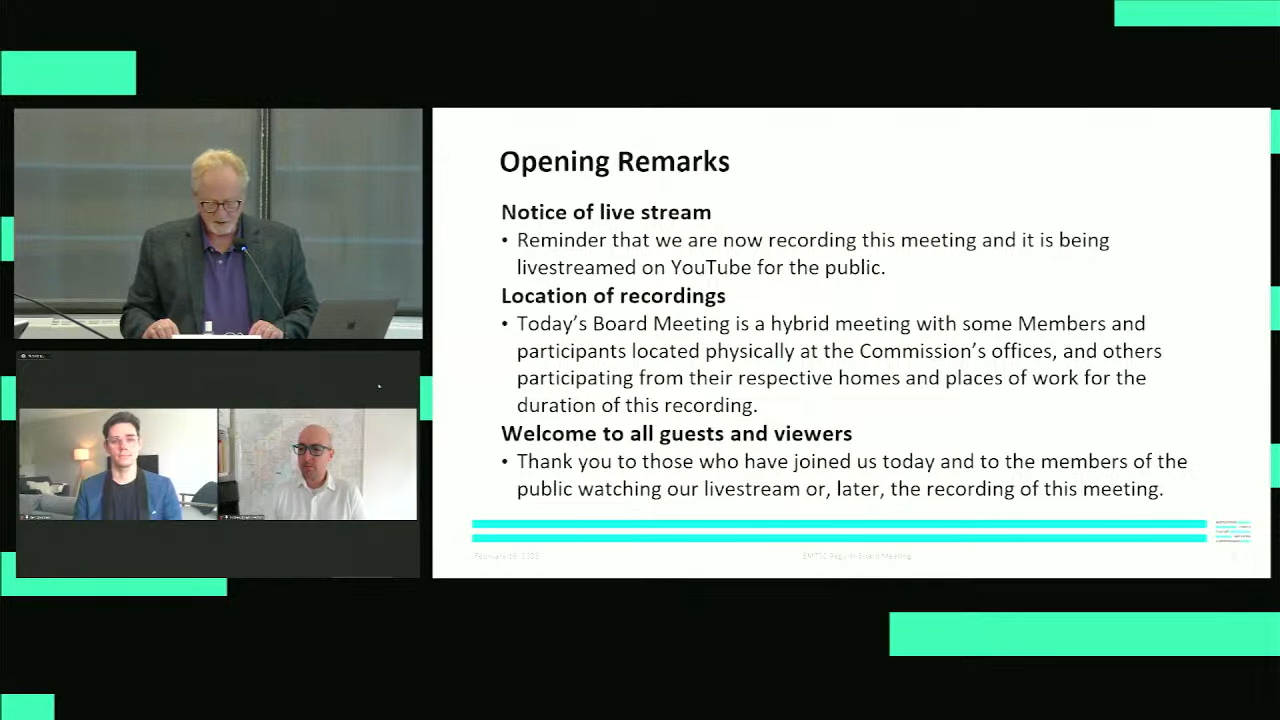 Opening Remarks
Notice of live stream
• Reminder that we are now recording this meeting and it is being
livestreamed on YouTube for the public.
Location of recordings
• Today's Board Meeting is a hybrid meeting with some Members and
participants located physically at the Commission's offices, and others
participating from their respective homes and places of work for the
duration of this recording.
Welcome to all guests and viewers
• Thank you to those who have joined us today and to the members of the
public watching our livestream or, later, the recording of this meeting.
Board Meeting